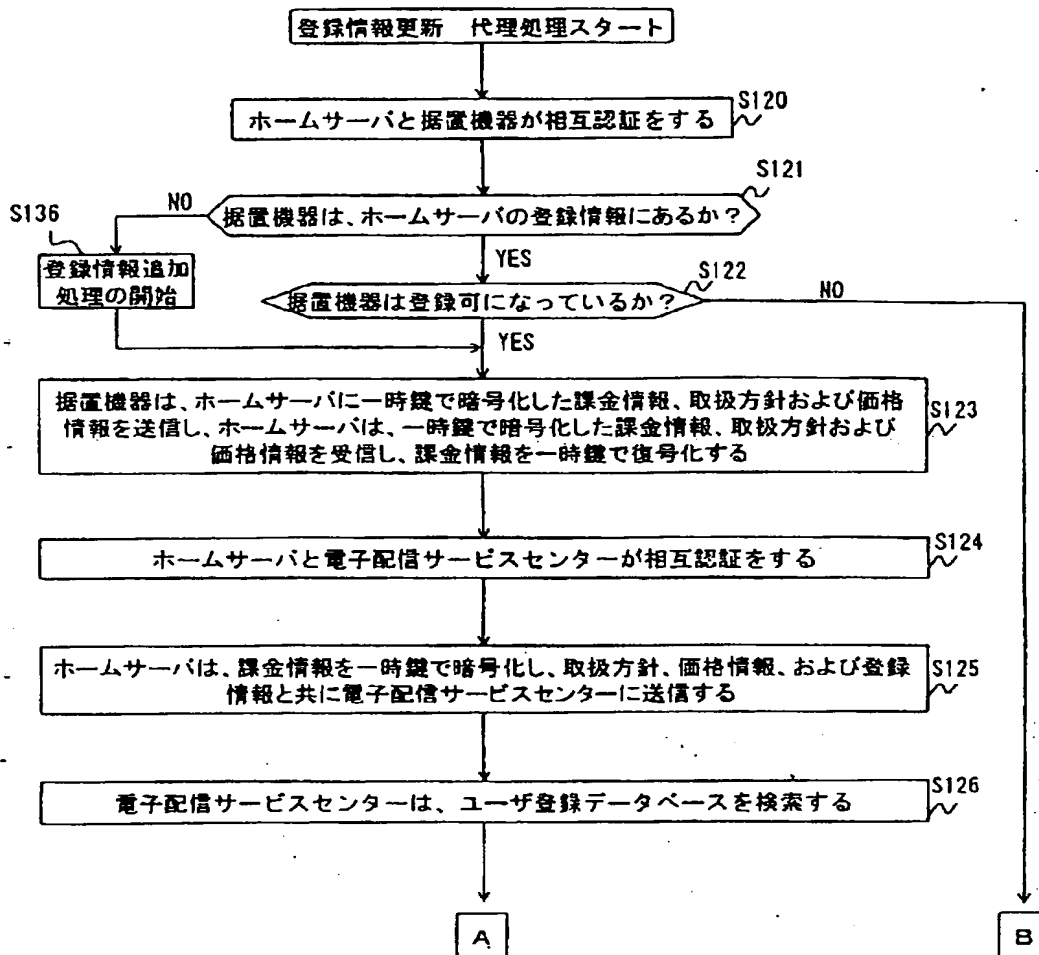 登録情報更新 代理処理スタート
S120
ホームサーバと据置機器が相互認証をする
S121
据置機器は、ホームサーバの登録情報にあるか?
NO
S136
登録情報追加
処理の開始
YES
S122
据置機器は登録可になっているか?
NO
YES
据置機器は、ホームサーバに一時鍵で暗号化した課金情報、取扱方針および価格
情報を送信し、ホームサーバは、一時鍵で暗号化した課金情報、取扱方針および
価格情報を受信し、課金情報を一時鍵で復号化する
S123
ホームサーバと電子配信サービスセンターが相互認証をする
S124
ホームサーバは、課金情報を一時鍵で暗号化し、取扱方針、価格情報、および登録
情報と共に電子配信サービスセンターに送信する
S125
電子配信サービスセンターは、ユーザ登録データベースを検索する
S126
A
B